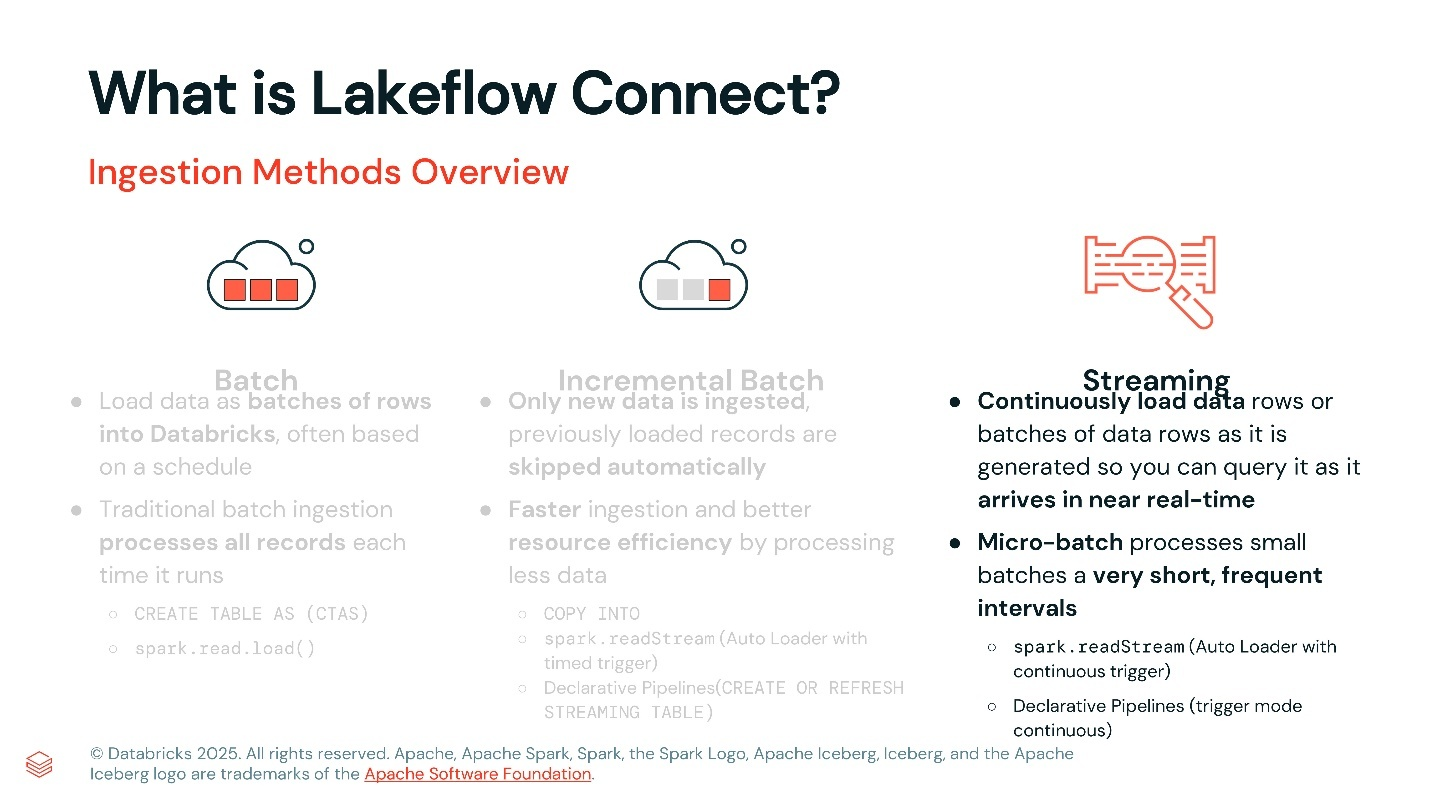 What is Lakeflow Connect?
Ingestion Methods Overview
Batch
● Load data as batches of rows
into Databricks, often based
on a schedule
● Traditional batch ingestion
processes all records each
time it runs
○ CREATE TABLE AS (CTAS)
○ spark.read.load()
Incremental Batch
● Only new data is ingested,
previously loaded records are
skipped automatically
● Faster ingestion and better
resource efficiency by processing
less data
○ COPY INTO
○ spark.readStream (Auto Loader with
timed trigger)
○ Declarative Pipelines(CREATE OR REFRESH
STREAMING TABLE)
Streaming
● Continuously load data rows or
batches of data rows as it is
generated so you can query it as it
arrives in near real-time
● Micro-batch processes small
batches a very short, frequent
intervals
○ spark.readStream (Auto Loader with
continuous trigger)
○ Declarative Pipelines (trigger mode
continuous)
© Databricks 2025. All rights reserved. Apache, Apache Spark, Spark, the Spark Logo, Apache Iceberg, Iceberg, and the Apache
Iceberg logo are trademarks of the Apache Software Foundation.